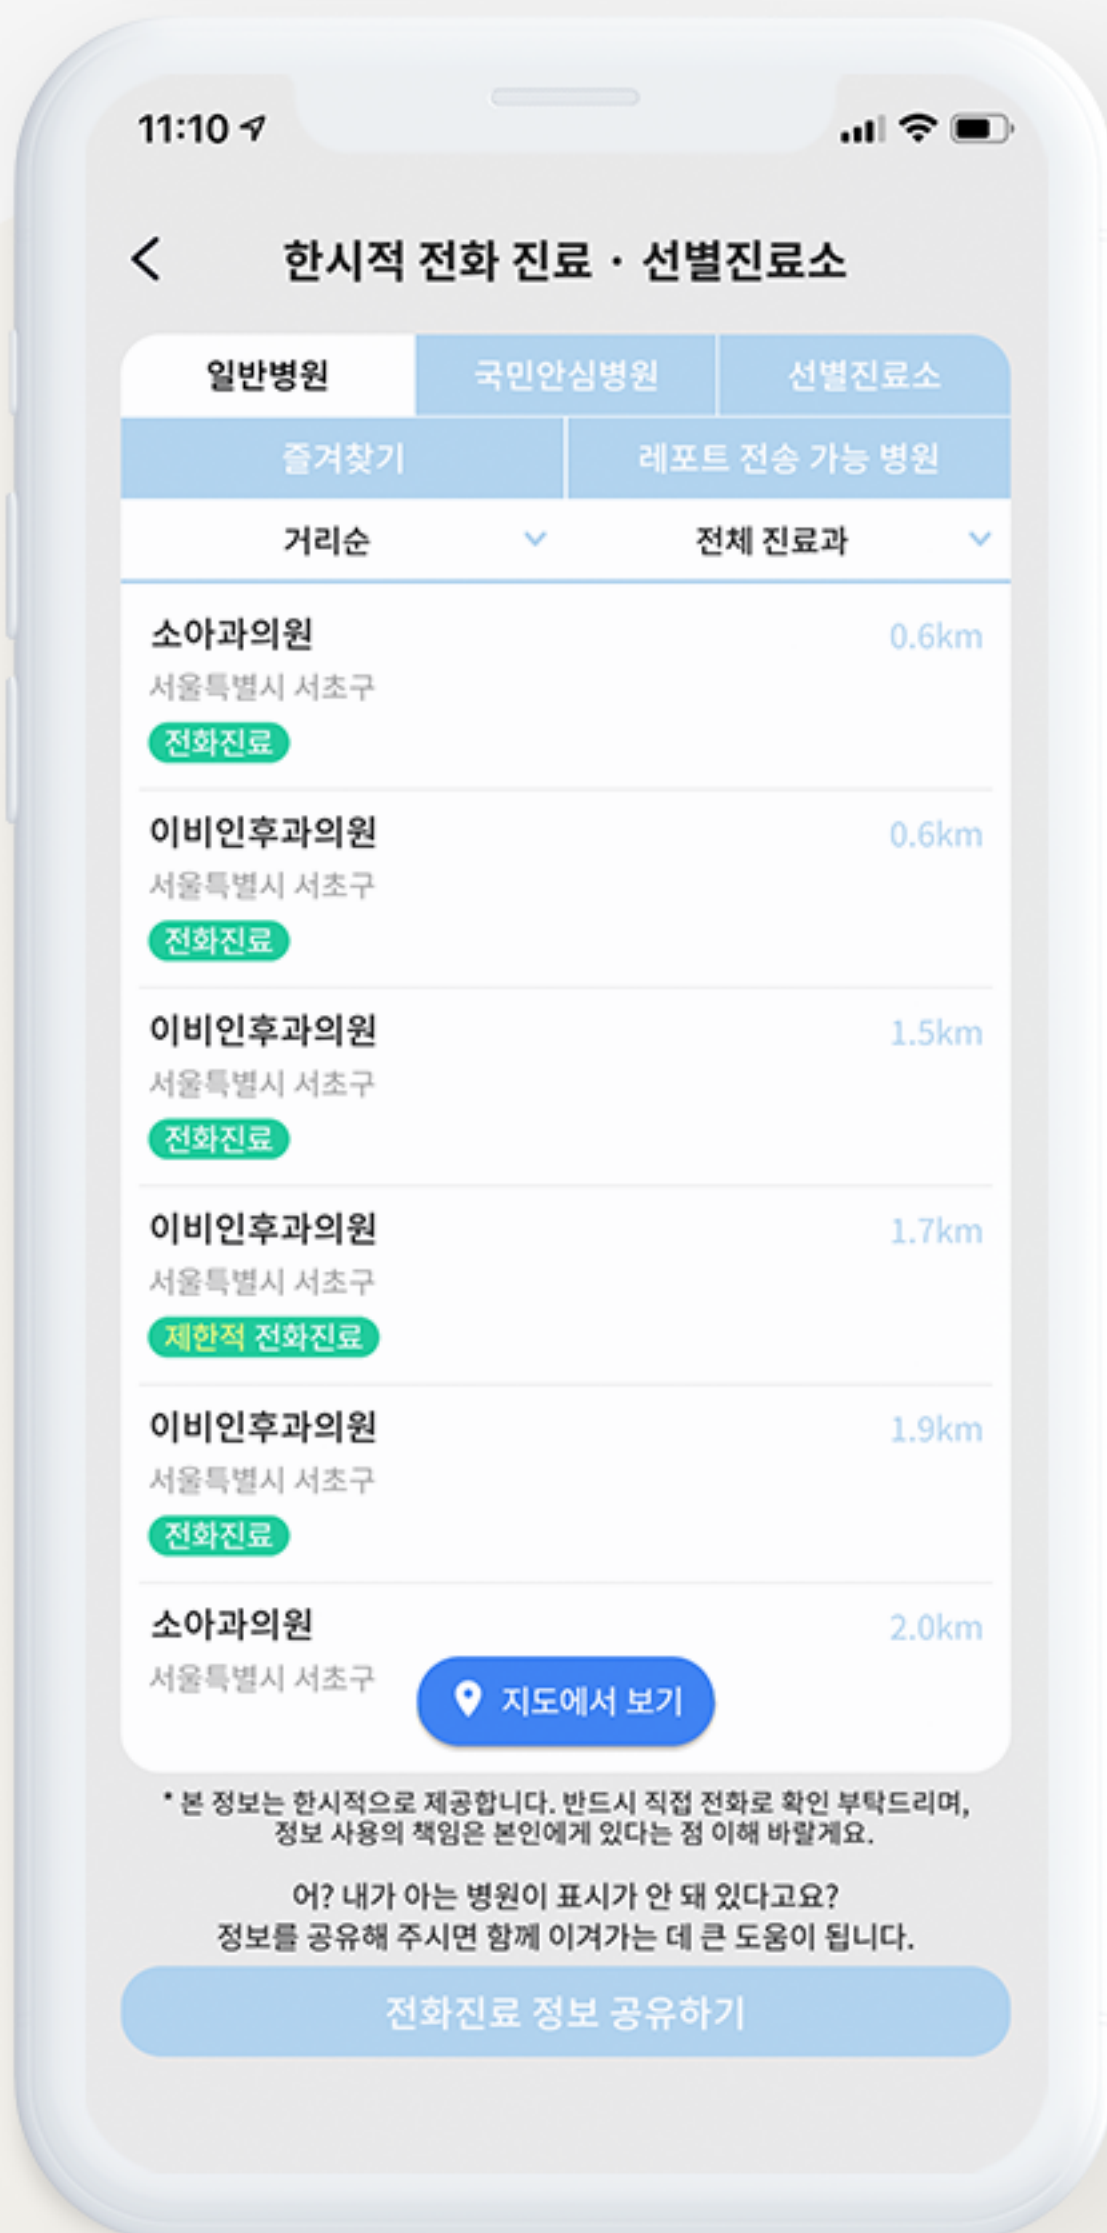 11:10
한시적 전화 진료 · 선별진료소
일반병원 국민안심병원 선별진료소
즐겨찾기 레포트 전송 가능 병원
거리순 전체 진료과
소아과의원 0.6km
서울특별시 서초구
전화진료
이비인후과의원 0.6km
서울특별시 서초구
전화진료
이비인후과의원 1.5km
서울특별시 서초구
전화진료
이비인후과의원 1.7km
서울특별시 서초구
제한적 전화진료
이비인후과의원 1.9km
서울특별시 서초구
전화진료
소아과의원 2.0km
서울특별시 서초구
지도에서 보기
* 본 정보는 한시적으로 제공합니다. 반드시 직접 전화로 확인 부탁드리며,
정보 사용의 책임은 본인에게 있다는 점 이해 바랄게요.
어? 내가 아는 병원이 표시가 안 돼 있다고요?
정보를 공유해 주시면 함께 이겨가는 데 큰 도움이 됩니다.
전화진료 정보 공유하기